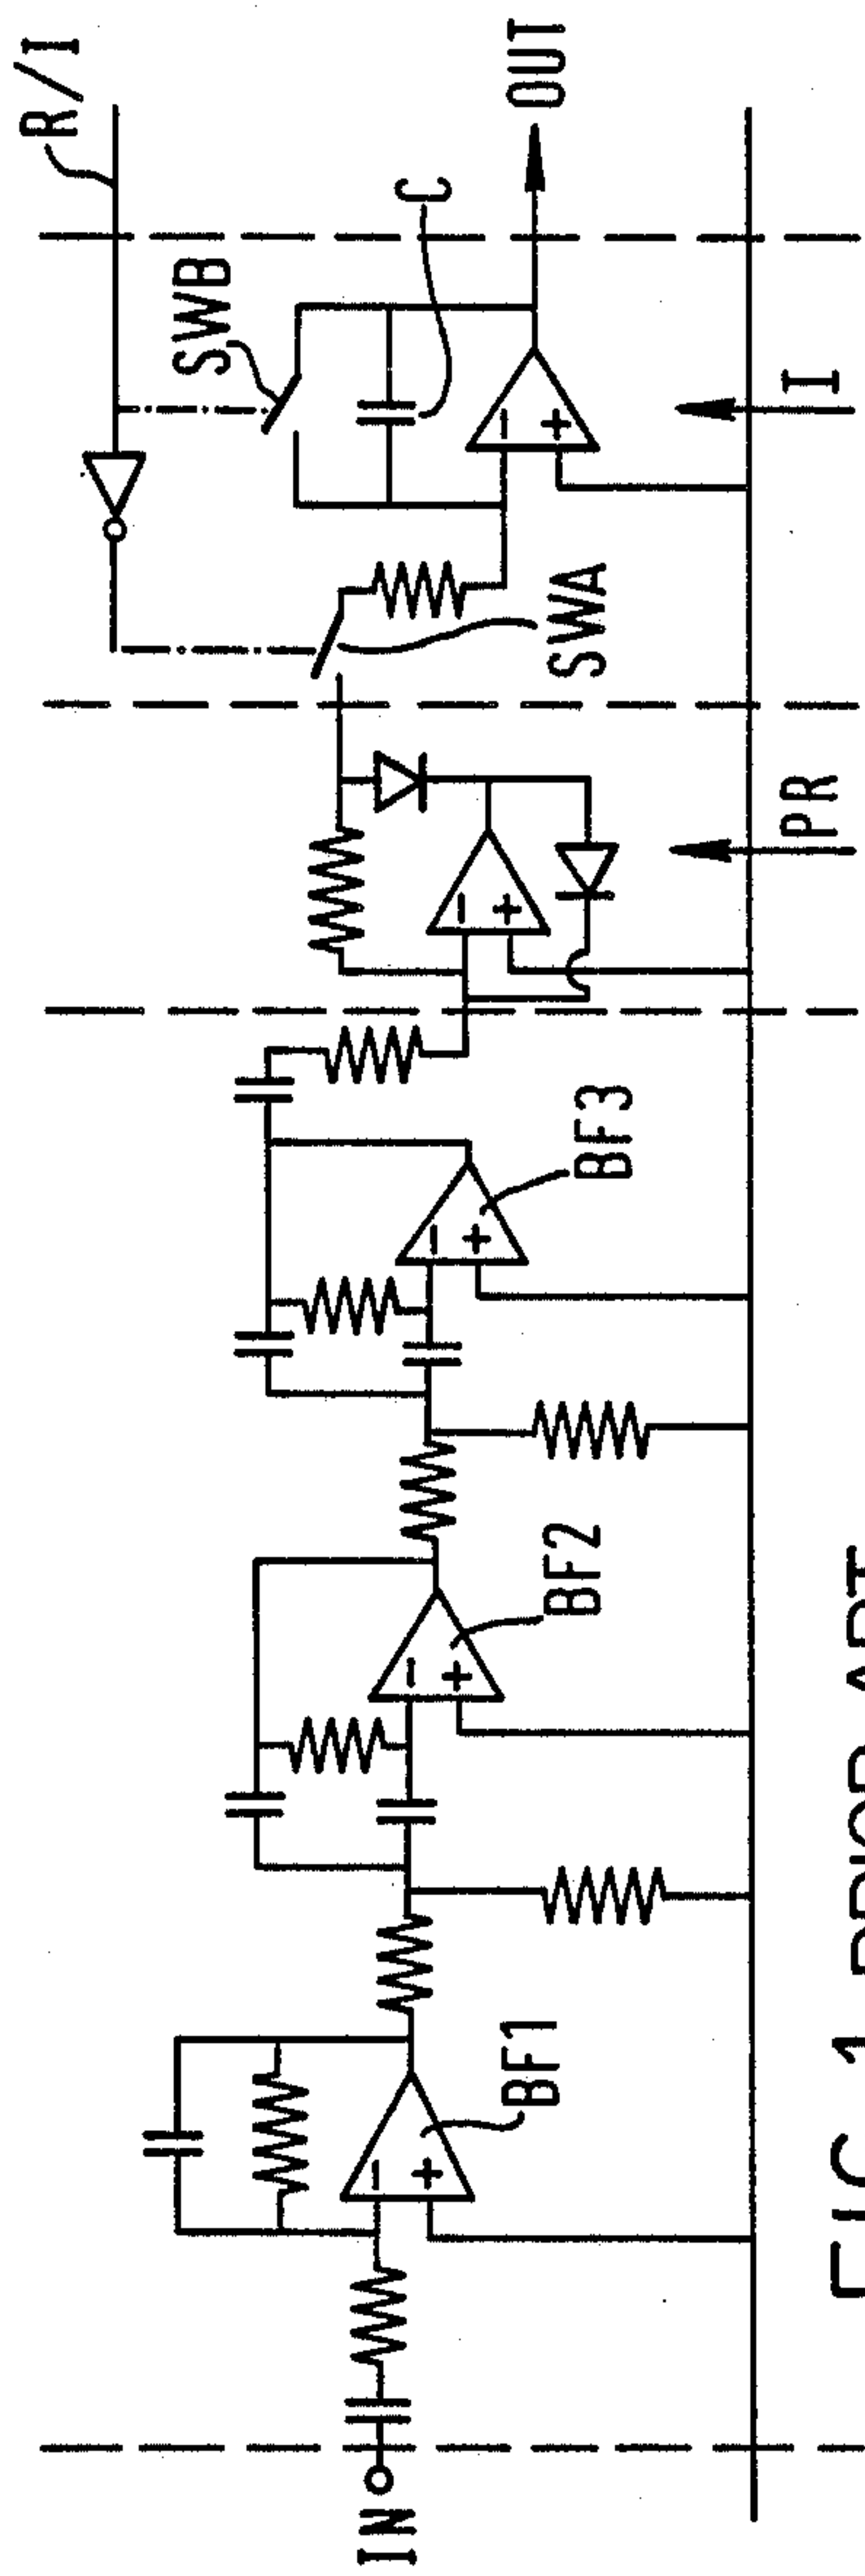 R/I
SWB
C
OUT
SWA
IN
BF1
BF2
BF3
PR
I
- +
- +
- +
- +
- +
FIG. 1 PRIOR ART